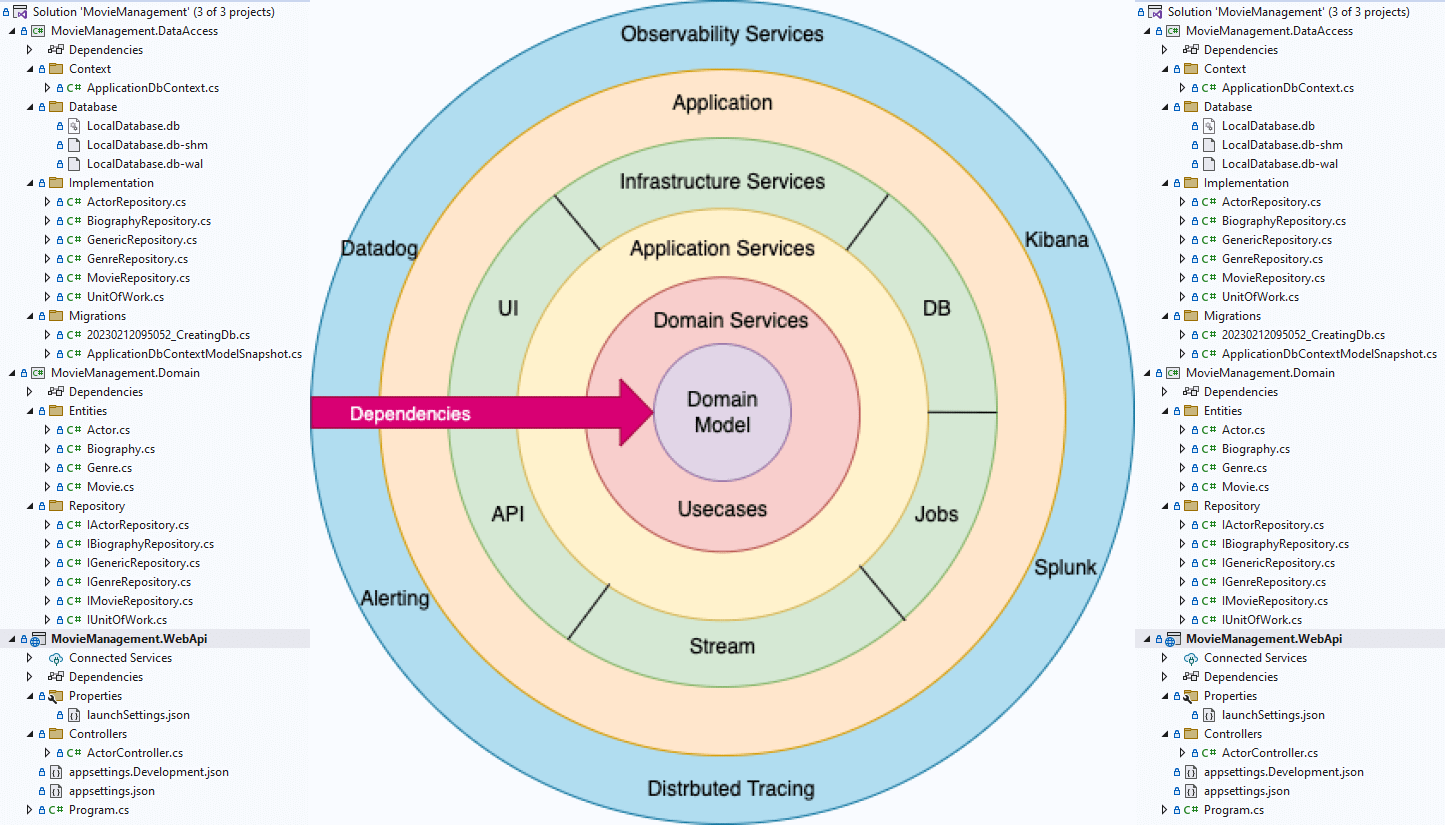 Solution 'MovieManagement' (3 of 3 projects)
MovieManagement.DataAccess
Dependencies
Context
ApplicationDbContext.cs
Database
LocalDatabase.db
LocalDatabase.db-shm
LocalDatabase.db-wal
Implementation
ActorRepository.cs
BiographyRepository.cs
GenericRepository.cs
GenreRepository.cs
MovieRepository.cs
UnitOfWork.cs
Migrations
20230212095052_CreatingDb.cs
ApplicationDbContextModelSnapshot.cs
MovieManagement.Domain
Dependencies
Entities
Actor.cs
Biography.cs
Genre.cs
Movie.cs
Repository
IActorRepository.cs
IBiographyRepository.cs
IGenericRepository.cs
IGenreRepository.cs
IMovieRepository.cs
IUnitOfWork.cs
MovieManagement.WebApi
Connected Services
Dependencies
Properties
launchSettings.json
Controllers
ActorController.cs
appsettings.Development.json
appsettings.json
Program.cs
Observability Services
Application
Infrastructure Services
Datadog
Kibana
Application Services
UI
DB
Domain Services
Domain
Model
Dependencies
Usecases
API
Jobs
Splunk
Alerting
Stream
Distrbuted Tracing
Solution 'MovieManagement' (3 of 3 projects)
MovieManagement.DataAccess
Dependencies
Context
ApplicationDbContext.cs
Database
LocalDatabase.db
LocalDatabase.db-shm
LocalDatabase.db-wal
Implementation
ActorRepository.cs
BiographyRepository.cs
GenericRepository.cs
GenreRepository.cs
MovieRepository.cs
UnitOfWork.cs
Migrations
20230212095052_CreatingDb.cs
ApplicationDbContextModelSnapshot.cs
MovieManagement.Domain
Dependencies
Entities
Actor.cs
Biography.cs
Genre.cs
Movie.cs
Repository
IActorRepository.cs
IBiographyRepository.cs
IGenericRepository.cs
IGenreRepository.cs
IMovieRepository.cs
IUnitOfWork.cs
MovieManagement.WebApi
Connected Services
Dependencies
Properties
launchSettings.json
Controllers
ActorController.cs
appsettings.Development.json
appsettings.json
Program.cs